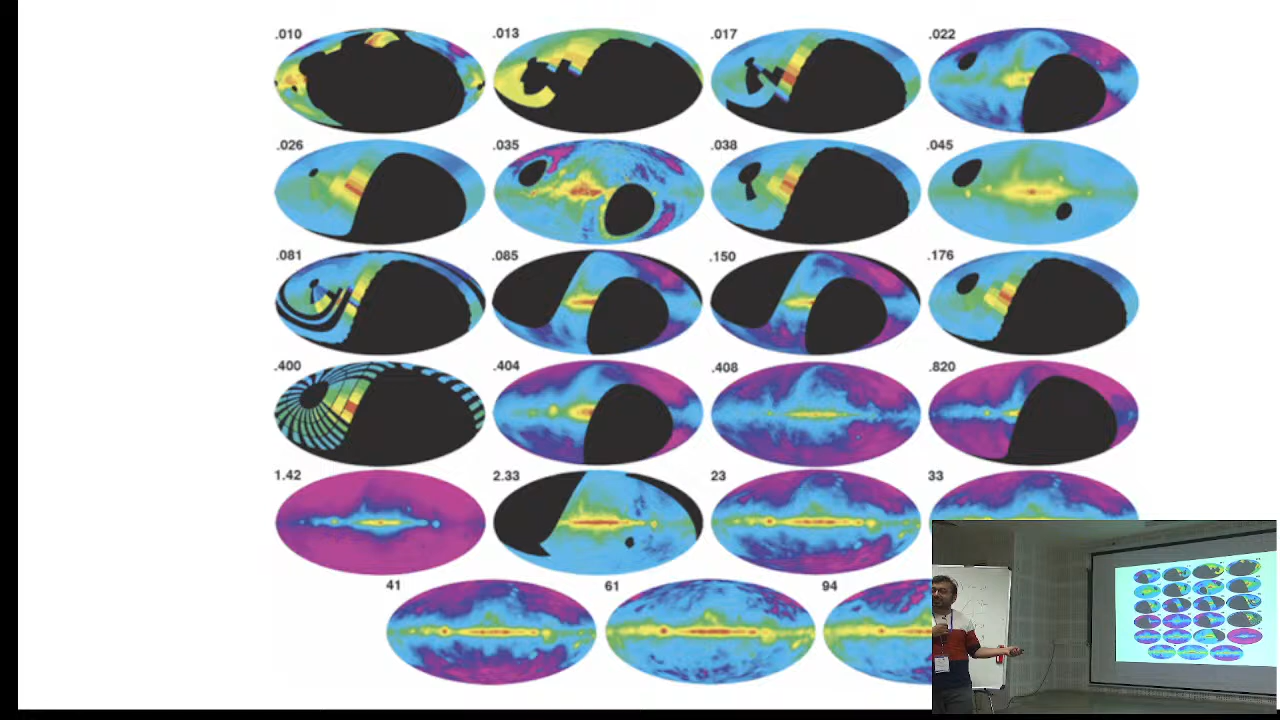 .010 .013 .017 .022
.026 .035 .038 .045
.081 .085 .150 .176
.400 .404 .408 .820
1.42 2.33 23 33
41 61 94